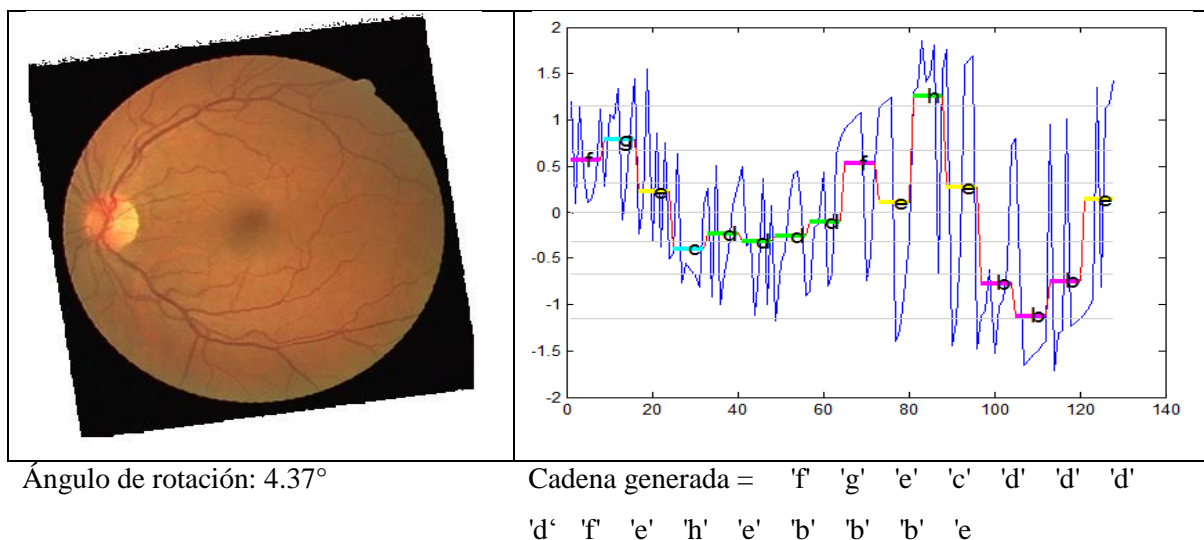 2
1.5
1
0.5
0
-0.5
-1
-1.5
-2
0 20 40 60 80 100 120 140
f g e c d d d d f e h e b b b e
Ángulo de rotación: 4.37°
Cadena generada = 'f' 'g' 'e' 'c' 'd' 'd' 'd'
'd‘ 'f' 'e' 'h' 'e' 'b' 'b' 'b' 'e